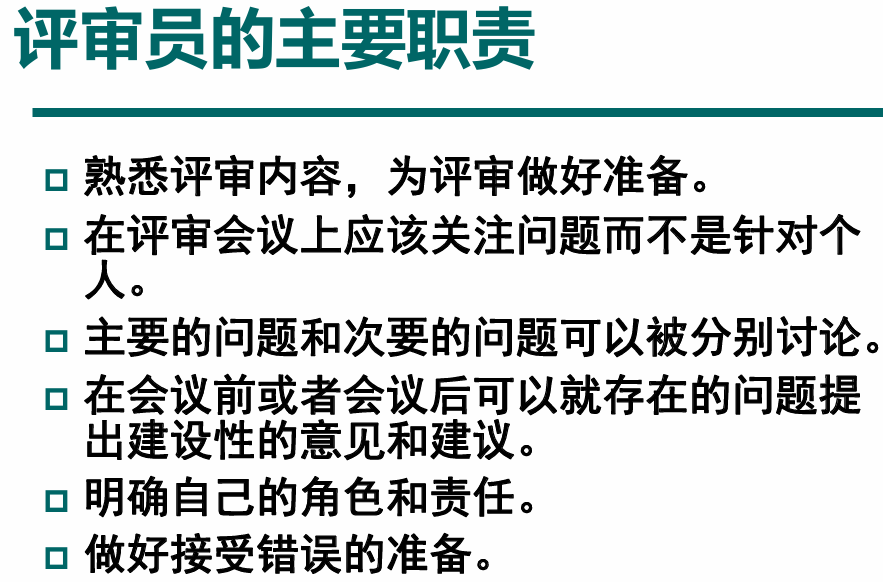 评审员的主要职责
熟悉评审内容，为评审做好准备。
在评审会议上应该关注问题而不是针对个
人。
主要的问题和次要的问题可以被分别讨论。
在会议前或者会议后可以就存在的问题提
出建设性的意见和建议。
明确自己的角色和责任。
做好接受错误的准备。